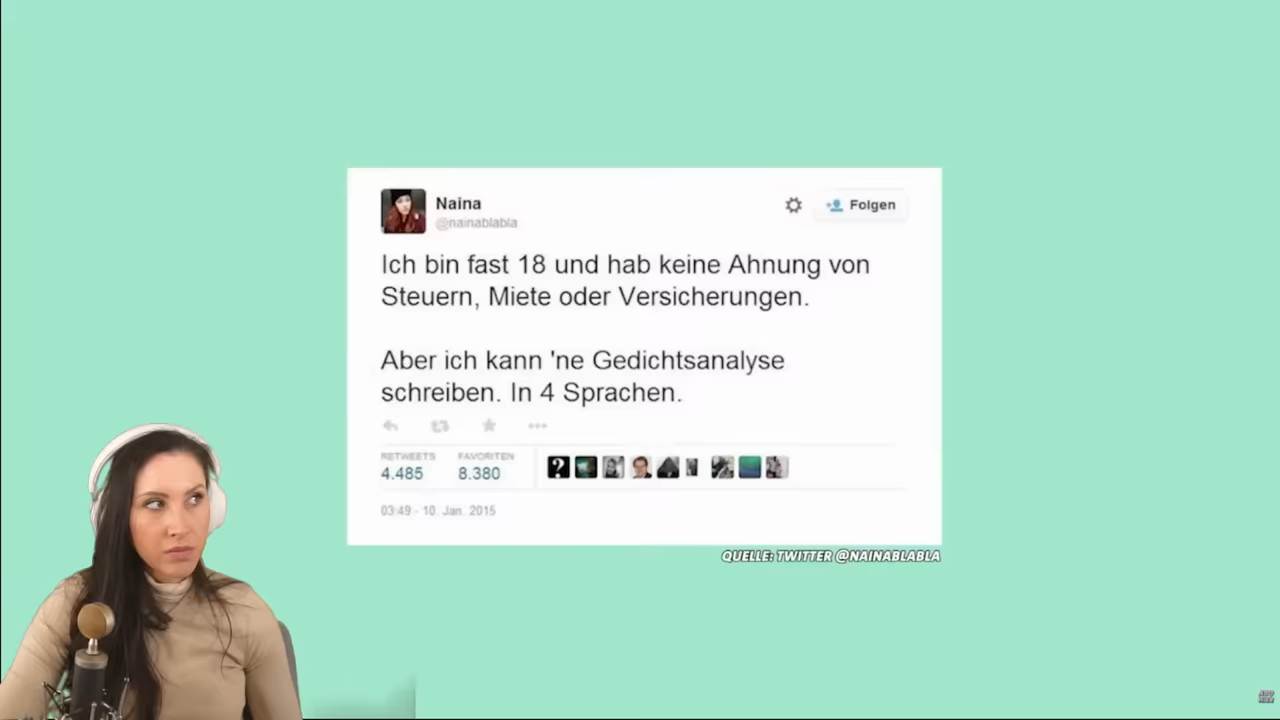 Naina
@nainablabla
Folgen
Ich bin fast 18 und hab keine Ahnung von
Steuern, Miete oder Versicherungen.
Aber ich kann 'ne Gedichtsanalyse
schreiben. In 4 Sprachen.
RETWEETS FAVORITEN
4.485 8.380
?
03:49 - 10. Jan. 2015
QUELLE: TWITTER @NAINABLABLA